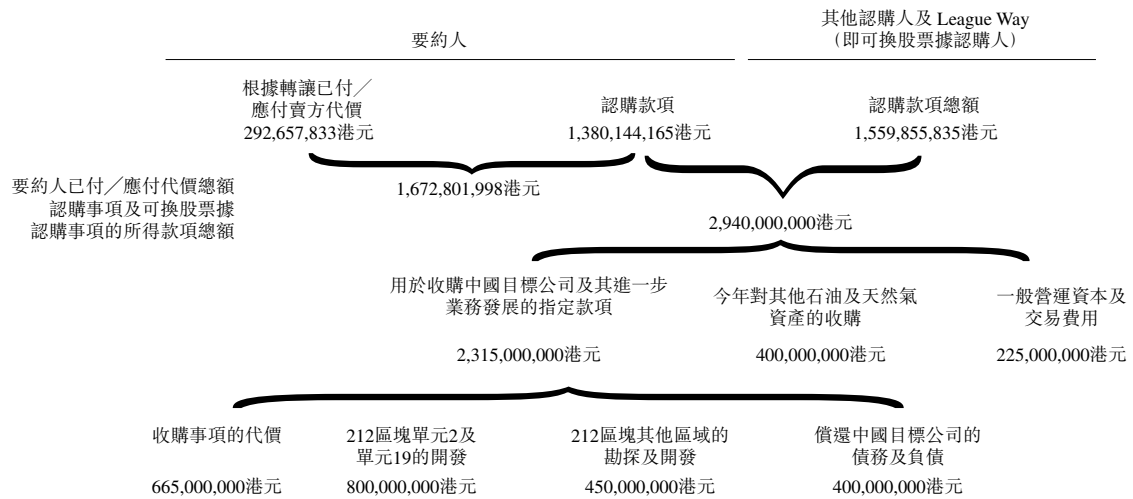 要約人
其他認購人及 League Way
（即可換股票據認購人）
根據轉讓已付／
應付賣方代價
292,657,833港元
認購款項
1,380,144,165港元
認購款項總額
1,559,855,835港元
要約人已付／應付代價總額
認購事項及可換股票據
認購事項的所得款項總額
1,672,801,998港元
2,940,000,000港元
用於收購中國目標公司及其進一步
業務發展的指定款項
2,315,000,000港元
今年對其他石油及天然氣
資產的收購
400,000,000港元
一般營運資本及
交易費用
225,000,000港元
收購事項的代價
665,000,000港元
212區塊單元2及
單元19的開發
800,000,000港元
212區塊其他區域的
勘探及開發
450,000,000港元
償還中國目標公司的
債務及負債
400,000,000港元